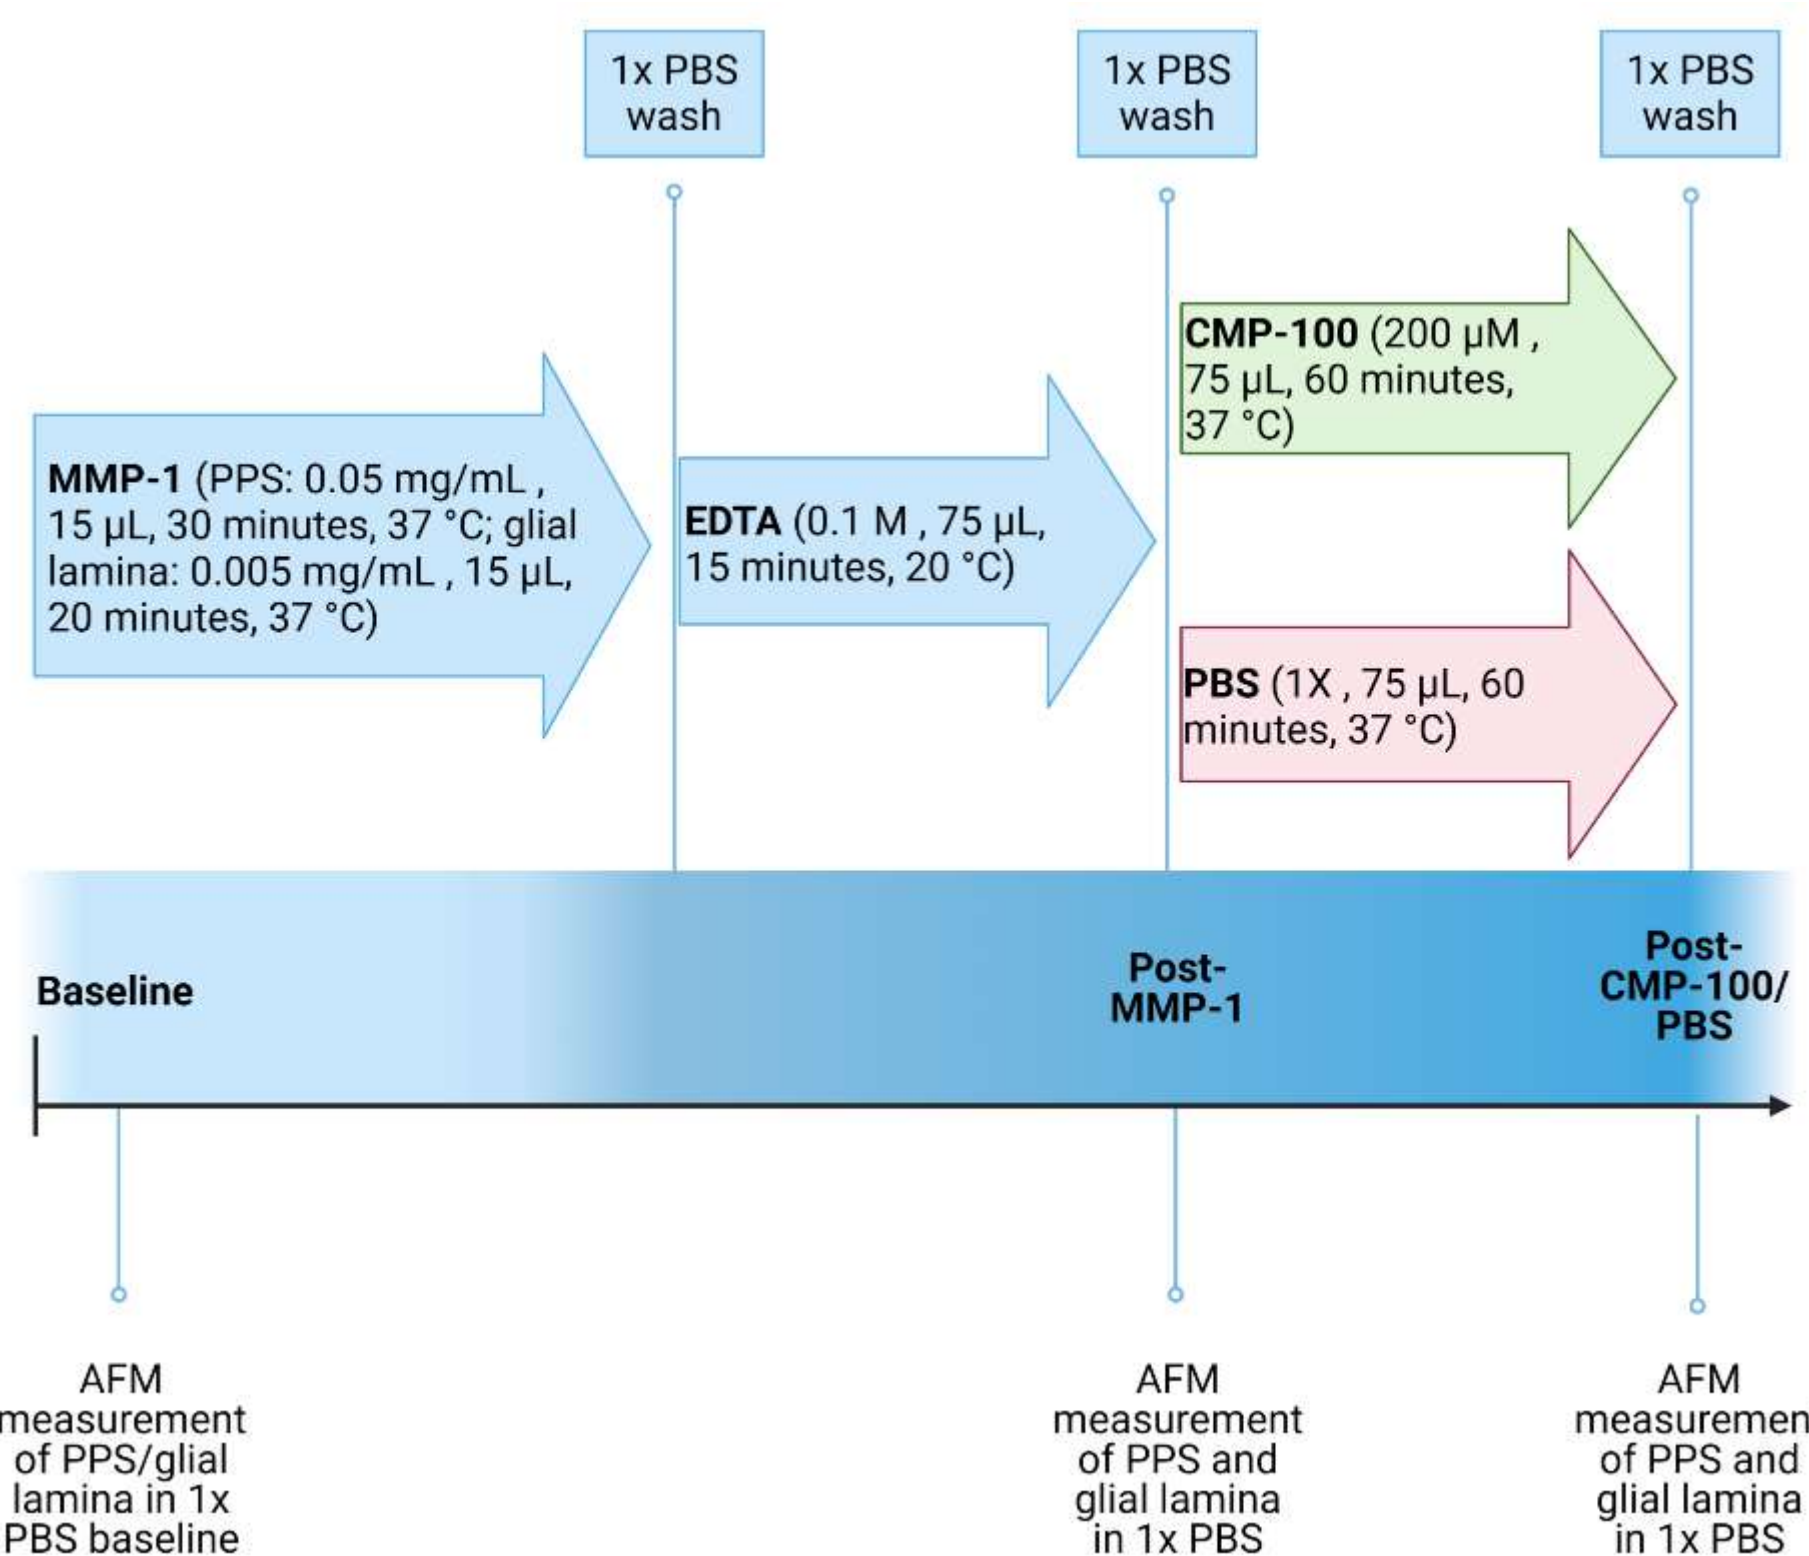 1x PBS
wash
1x PBS
wash
1x PBS
wash
MMP-1 (PPS: 0.05 mg/mL ,
15 µL, 30 minutes, 37 °C; glial
lamina: 0.005 mg/mL , 15 µL,
20 minutes, 37 °C)
EDTA (0.1 M , 75 µL,
15 minutes, 20 °C)
CMP-100 (200 µM ,
75 µL, 60 minutes,
37 °C)
PBS (1X , 75 µL, 60
minutes, 37 °C)
Baseline
Post-
MMP-1
Post-
CMP-100/
PBS
AFM
measurement
of PPS/glial
lamina in 1x
PBS baseline
AFM
measurement
of PPS and
glial lamina
in 1x PBS
AFM
measuremen
of PPS and
glial lamina
in 1x PBS